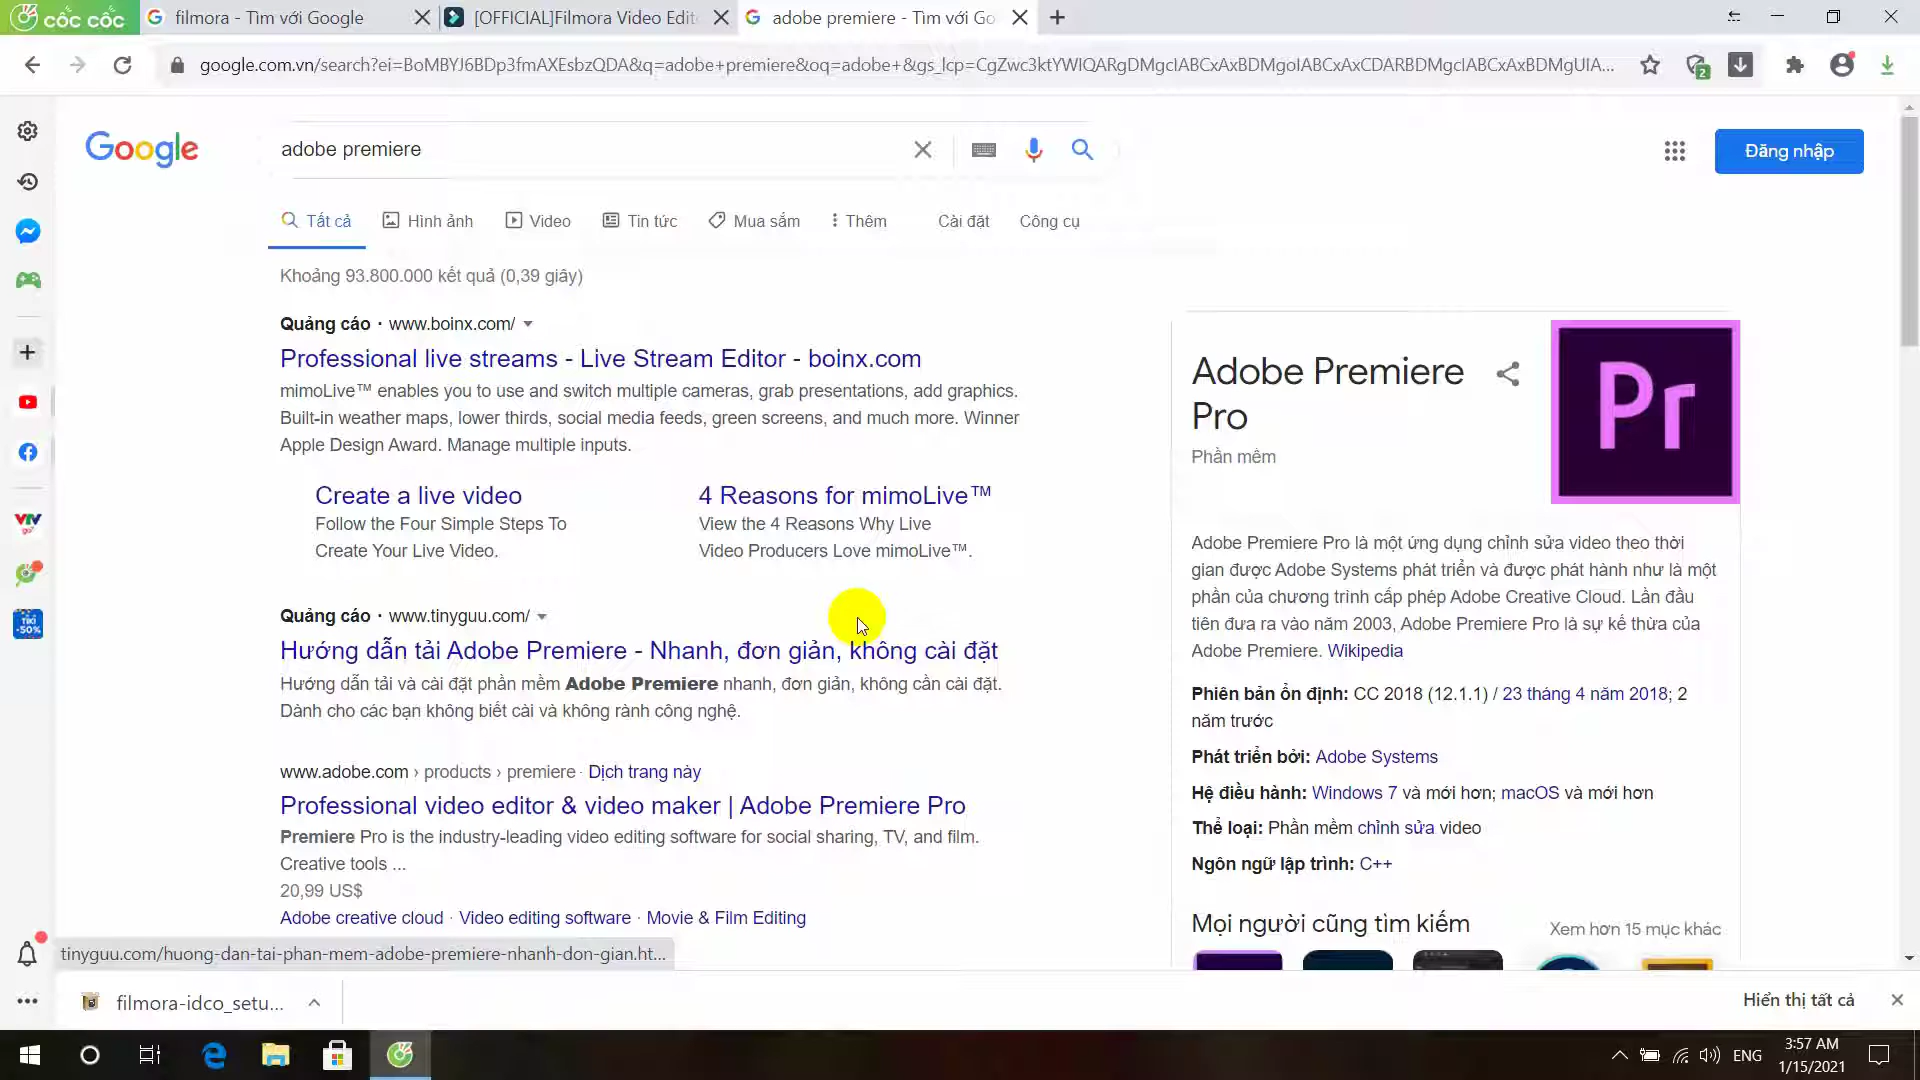 cốc cốc
filmora - Tìm với Google
[OFFICIAL]Filmora Video Edit
adobe premiere - Tìm với Go
google.com.vn/search?ei=BoMBYJ6BDp3fmAXEsbzQDA&q=adobe+premiere&oq=adobe+&gs_lcp=CgZwc3ktYWIQARgDMgcIABCxAxBDMgoIABCxAxCDARBDMgcIABCxAxBDMgUIA...
2
Google
adobe premiere
Đăng nhập
Tất cả
Hình ảnh
Video
Tin tức
Mua sắm
Thêm
Cài đặt
Công cụ
Khoảng 93.800.000 kết quả (0,39 giây)
Quảng cáo · www.boinx.com/
Professional live streams - Live Stream Editor - boinx.com
mimoLive™ enables you to use and switch multiple cameras, grab presentations, add graphics.
Built-in weather maps, lower thirds, social media feeds, green screens, and much more. Winner
Apple Design Award. Manage multiple inputs.
Create a live video
Follow the Four Simple Steps To
Create Your Live Video.
4 Reasons for mimoLive™
View the 4 Reasons Why Live
Video Producers Love mimoLive™.
Quảng cáo · www.tinyguu.com/
Hướng dẫn tải Adobe Premiere - Nhanh, đơn giản, không cài đặt
Hướng dẫn tải và cài đặt phần mềm Adobe Premiere nhanh, đơn giản, không cần cài đặt.
Dành cho các bạn không biết cài và không rành công nghệ.
www.adobe.com › products › premiere · Dịch trang này
Professional video editor & video maker | Adobe Premiere Pro
Premiere Pro is the industry-leading video editing software for social sharing, TV, and film.
Creative tools ...
20,99 US$
Adobe creative cloud · Video editing software · Movie & Film Editing
Adobe Premiere
Pro
Phần mềm
Pr
Adobe Premiere Pro là một ứng dụng chỉnh sửa video theo thời
gian được Adobe Systems phát triển và được phát hành như là một
phần của chương trình cấp phép Adobe Creative Cloud. Lần đầu
tiên đưa ra vào năm 2003, Adobe Premiere Pro là sự kế thừa của
Adobe Premiere. Wikipedia
Phiên bản ổn định: CC 2018 (12.1.1) / 23 tháng 4 năm 2018; 2
năm trước
Phát triển bởi: Adobe Systems
Hệ điều hành: Windows 7 và mới hơn; macOS và mới hơn
Thể loại: Phần mềm chỉnh sửa video
Ngôn ngữ lập trình: C++
Mọi người cũng tìm kiếm
Xem hơn 15 mục khác
VTV
go
TIKI
-50%
tinyguu.com/huong-dan-tai-phan-mem-adobe-premiere-nhanh-don-gian.ht...
filmora-idco_setu...
Hiển thị tất cả
ENG
3:57 AM
1/15/2021